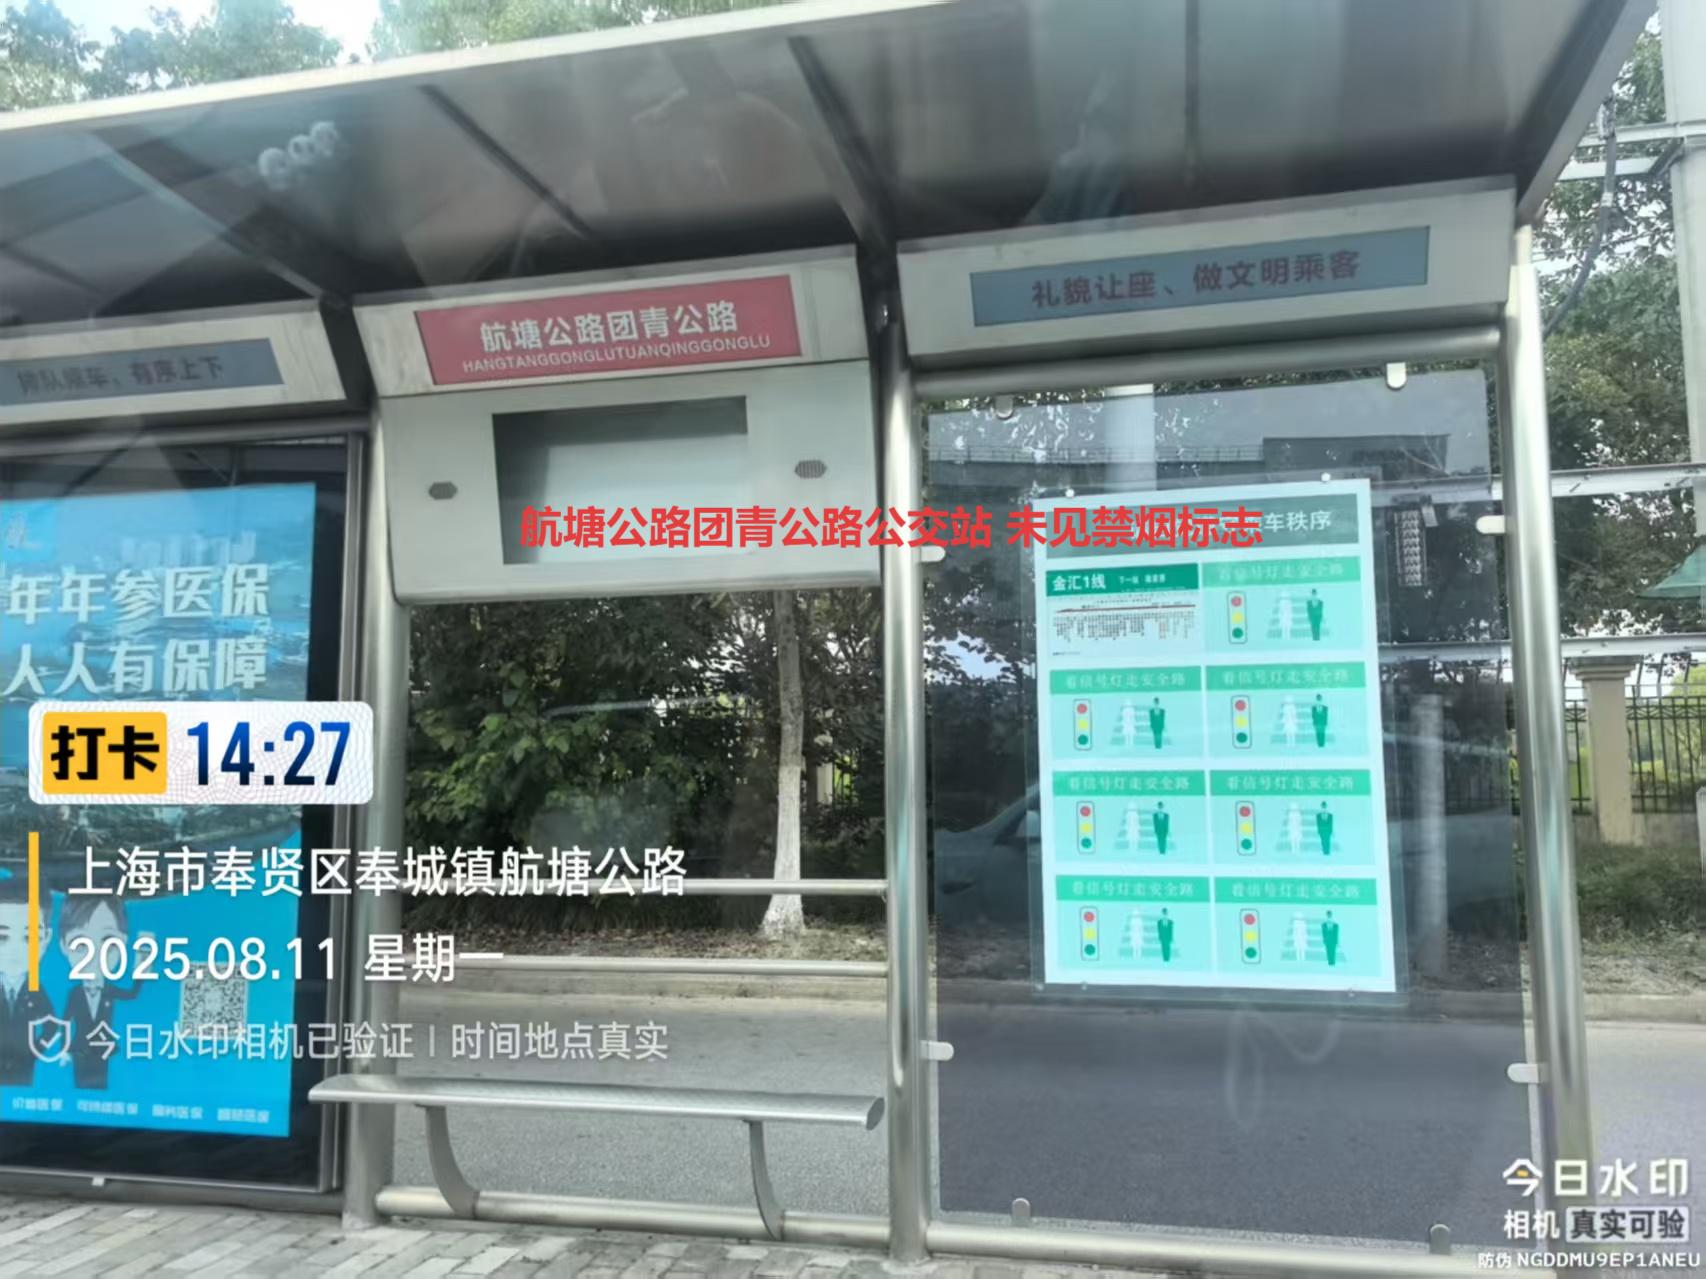 礼貌让座、做文明乘客
航塘公路团青公路
HANGTANGGONGLUTUANQINGGONGLU
排队乘车、有序上下
航塘公路团青公路公交站 未见禁烟标志
车秩序
金汇1线
看信号灯走安全路
看信号灯走安全路
看信号灯走安全路
看信号灯走安全路
看信号灯走安全路
看信号灯走安全路
看信号灯走安全路
年年参医保
人人有保障
打卡 14:27
上海市奉贤区奉城镇航塘公路
2025.08.11 星期一
今日水印相机已验证 | 时间地点真实
今日水印
相机 真实可验
防伪 NGDDMU9EP1ANEU